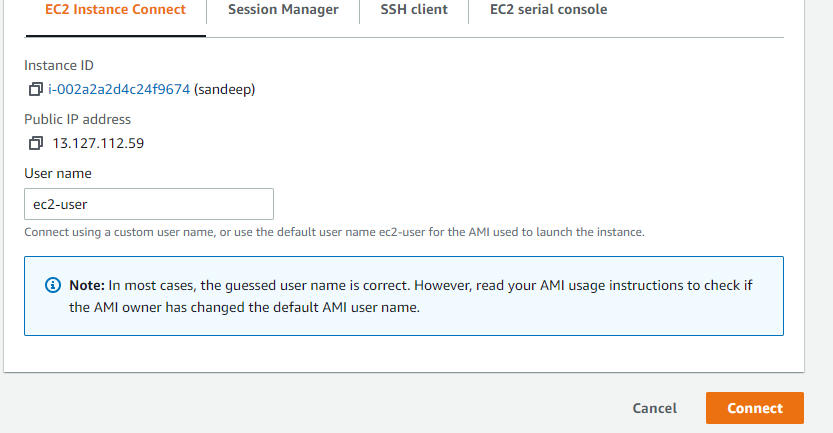 EC2 Instance Connect Session Manager SSH client EC2 serial console
Instance ID
i-002a2a2d4c24f9674 (sandeep)
Public IP address
13.127.112.59
User name
ec2-user
Connect using a custom user name, or use the default user name ec2-user for the AMI used to launch the instance.
Note: In most cases, the guessed user name is correct. However, read your AMI usage instructions to check if
the AMI owner has changed the default AMI user name.
Cancel Connect